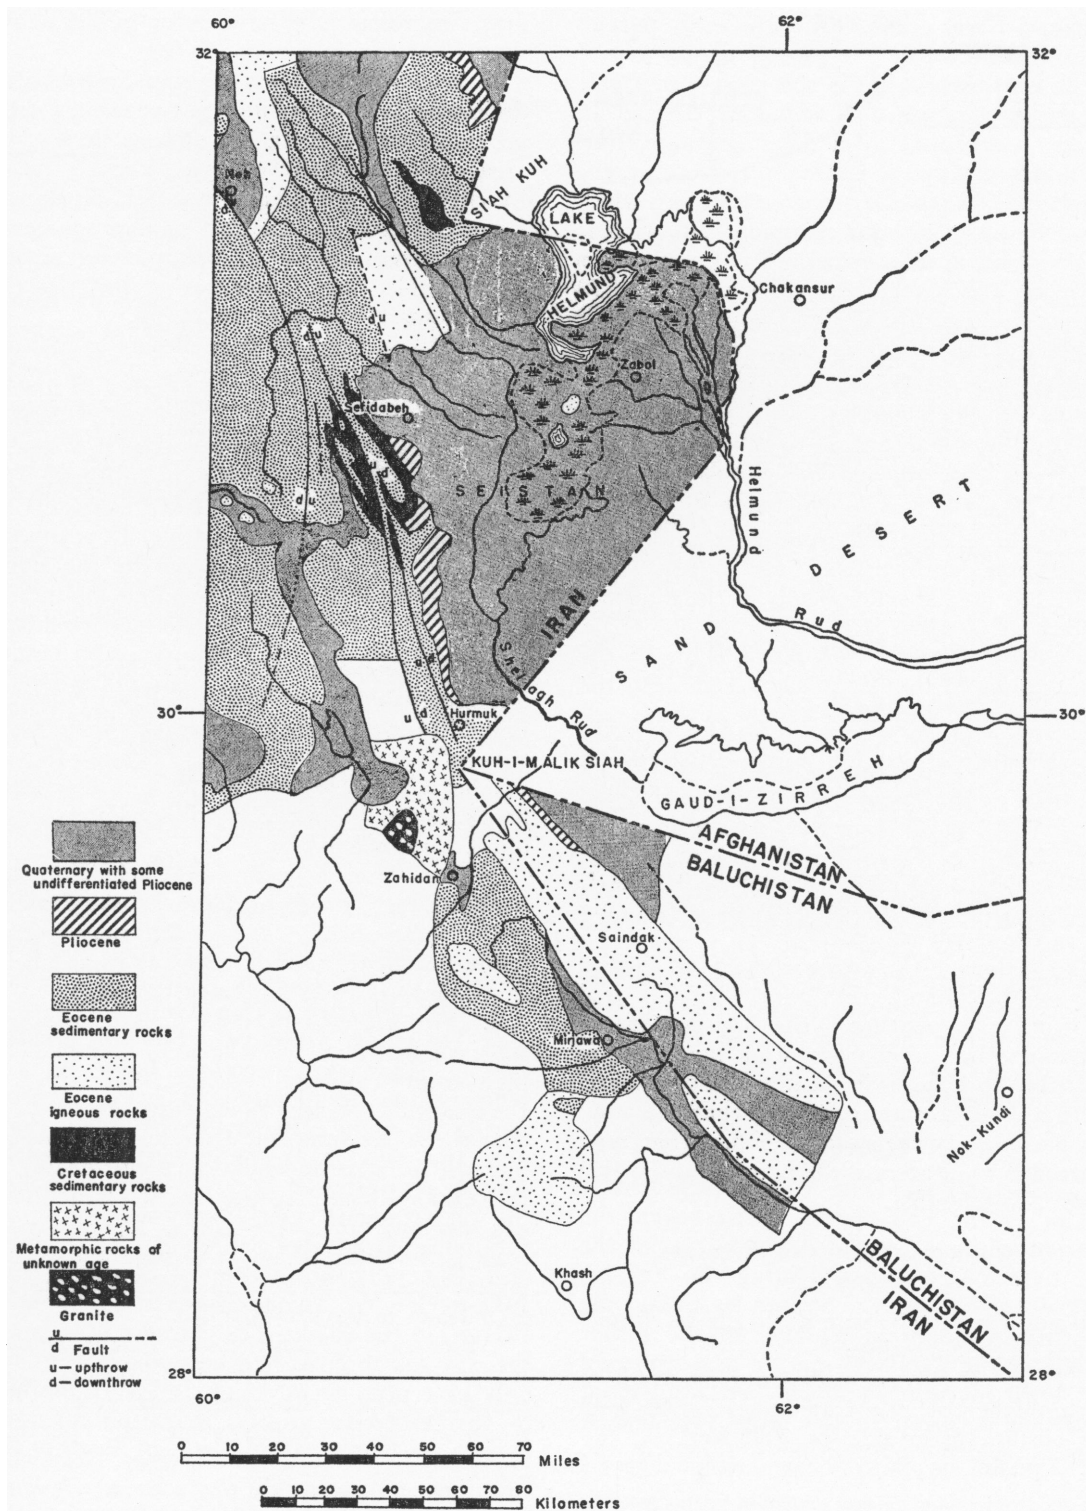 60°
62°
32°
32°
Neh
d u
SIAH KUH
LAKE
HELMUND
Chakansur
d u
d u
Zabol
Sefidabeh
u d
SEISTAN
d u
Helmund
DESERT
IRAN
Rud
SAND
u d
Shelagh Rud
30°
u d
Hurmuk
30°
KUH-I-MALIK SIAH
GAUD-I-ZIRREH
AFGHANISTAN
BALUCHISTAN
Zahidan
Saindak
Mirjawa
Nok-Kundi
Khash
BALUCHISTAN
IRAN
28°
28°
60°
62°
Quaternary with some
undifferentiated Pliocene
Pliocene
Eocene
sedimentary rocks
Eocene
igneous rocks
Cretaceous
sedimentary rocks
Metamorphic rocks of
unknown age
Granite
u
d Fault
u — upthrow
d — downthrow
0 10 20 30 40 50 60 70
Miles
0 10 20 30 40 50 60 70 80
Kilometers